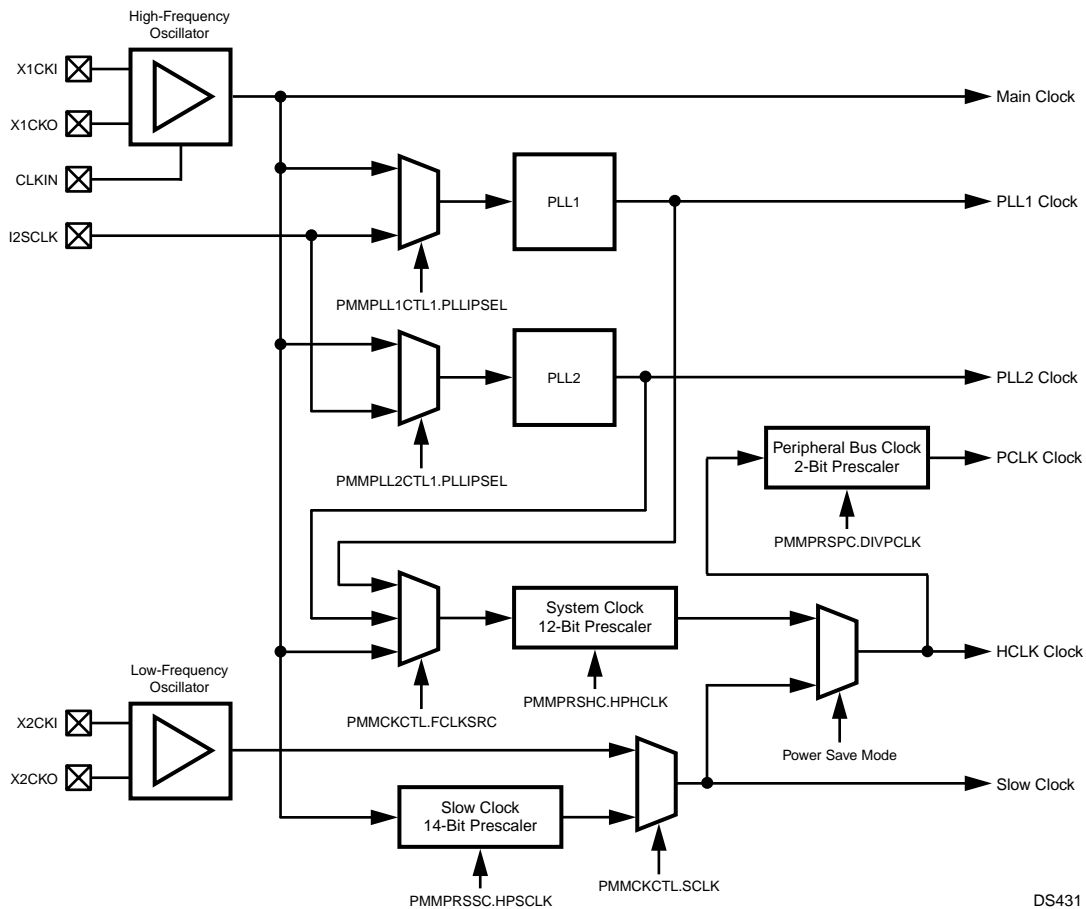 High-Frequency
Oscillator
X1CKI
X1CKO
CLKIN
I2SCLK
Main Clock
PLL1
PLL1 Clock
PMMPLL1CTL1.PLLIPSEL
PLL2
PLL2 Clock
PMMPLL2CTL1.PLLIPSEL
Peripheral Bus Clock
2-Bit Prescaler
PCLK Clock
PMMPRSPC.DIVPCLK
System Clock
12-Bit Prescaler
HCLK Clock
PMMPRSHC.HPHCLK
PMMCKCTL.FCLKSRC
Power Save Mode
Low-Frequency
Oscillator
X2CKI
X2CKO
Slow Clock
Slow Clock
14-Bit Prescaler
PMMCKCTL.SCLK
PMMPRSSC.HPSCLK
DS431